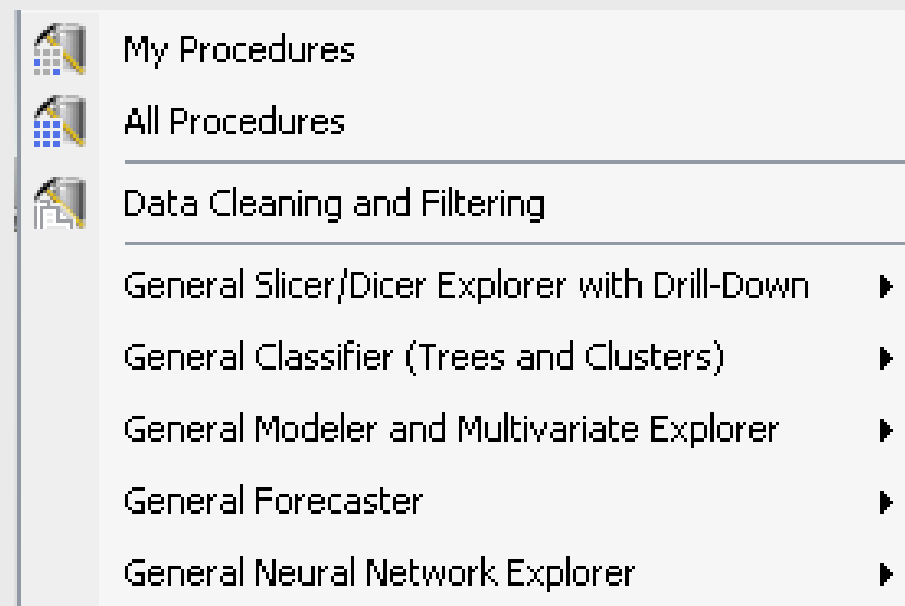 My Procedures
All Procedures
Data Cleaning and Filtering
General Slicer/Dicer Explorer with Drill-Down
General Classifier (Trees and Clusters)
General Modeler and Multivariate Explorer
General Forecaster
General Neural Network Explorer